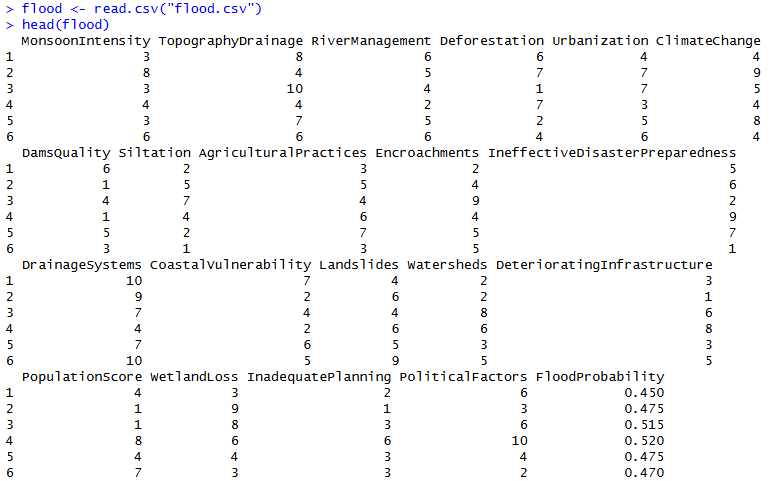 > flood <- read.csv("flood.csv")
> head(flood)
  MonsoonIntensity TopographyDrainage RiverManagement Deforestation Urbanization ClimateChange
1                3                  8               6             6            4             4
2                8                  4               5             7            7             9
3                3                 10               4             1            7             5
4                4                  4               2             7            3             4
5                3                  7               5             2            5             8
6                6                  6               6             4            6             4
  DamsQuality Siltation AgriculturalPractices Encroachments IneffectiveDisasterPreparedness
1           6         2                     3             2                               5
2           1         5                     5             4                               6
3           4         7                     4             9                               2
4           1         4                     6             4                               9
5           5         2                     7             5                               7
6           3         1                     3             5                               1
  DrainageSystems CoastalVulnerability Landslides Watersheds DeterioratingInfrastructure
1              10                    7          4          2                           3
2               9                    2          6          2                           1
3               7                    4          4          8                           6
4               4                    2          6          6                           8
5               7                    6          5          3                           3
6              10                    5          9          5                           5
  PopulationScore WetlandLoss InadequatePlanning PoliticalFactors FloodProbability
1               4           3                  2                6            0.450
2               1           9                  1                3            0.475
3               1           8                  3                6            0.515
4               8           6                  6               10            0.520
5               4           4                  3                4            0.475
6               7           3                  3                2            0.470